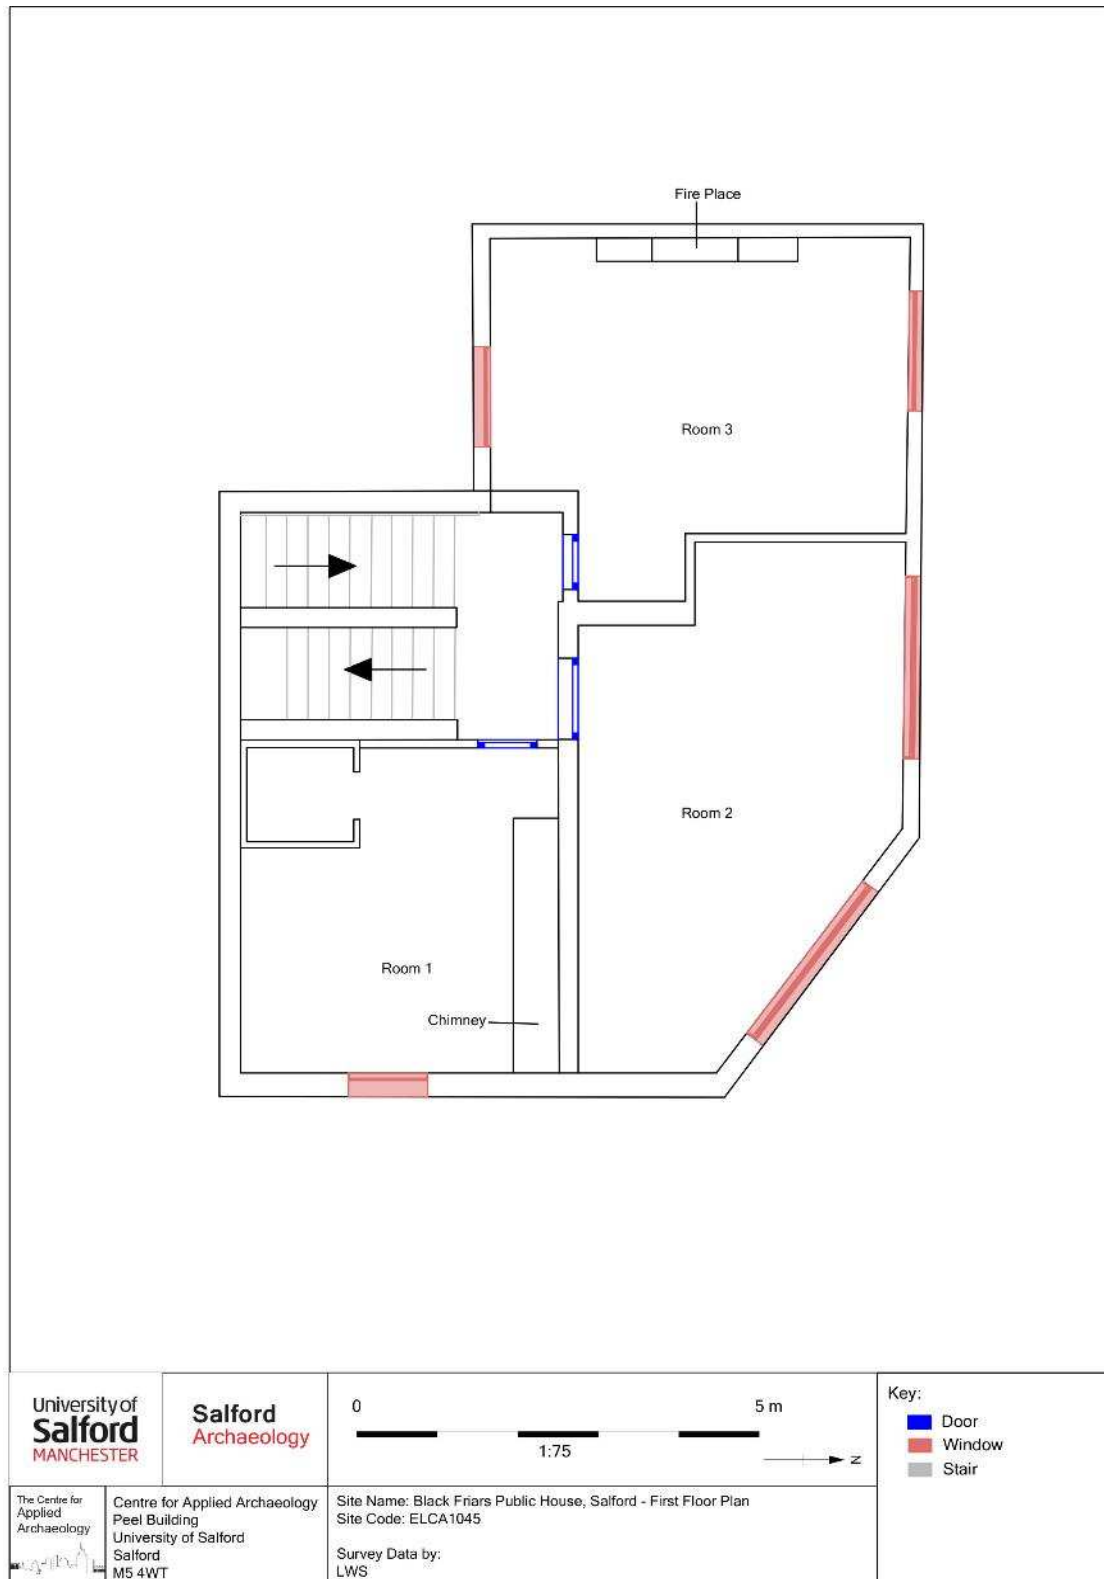 Fire Place
Room 3
Room 2
Room 1
Chimney
University of
Salford
MANCHESTER
Salford
Archaeology
0
5 m
1:75
N
Key:
Door
Window
Stair
The Centre for
Applied
Archaeology
Centre for Applied Archaeology
Peel Building
University of Salford
Salford
M5 4WT
Site Name: Black Friars Public House, Salford - First Floor Plan
Site Code: ELCA1045
Survey Data by:
LWS